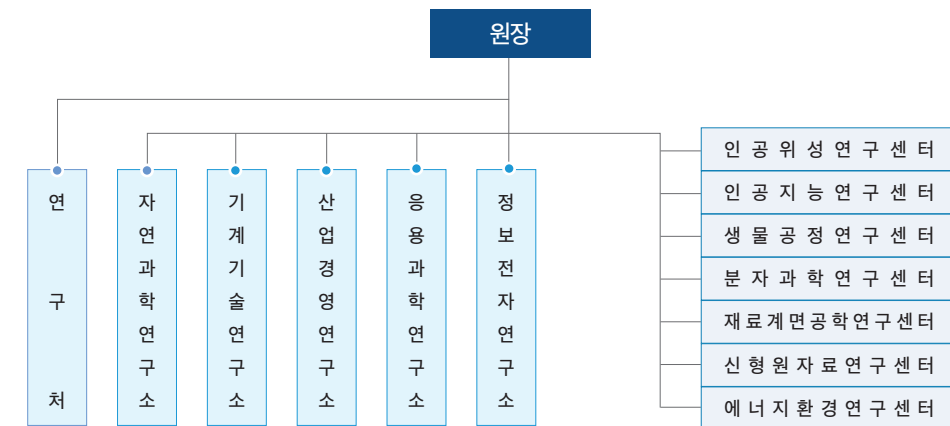 원장
연구처
자연과학연구소
기계기술연구소
산업경영연구소
응용과학연구소
정보전자연구소
인공위성연구센터
인공지능연구센터
생물공정연구센터
분자과학연구센터
재료계면공학연구센터
신형원자료연구센터
에너지환경연구센터